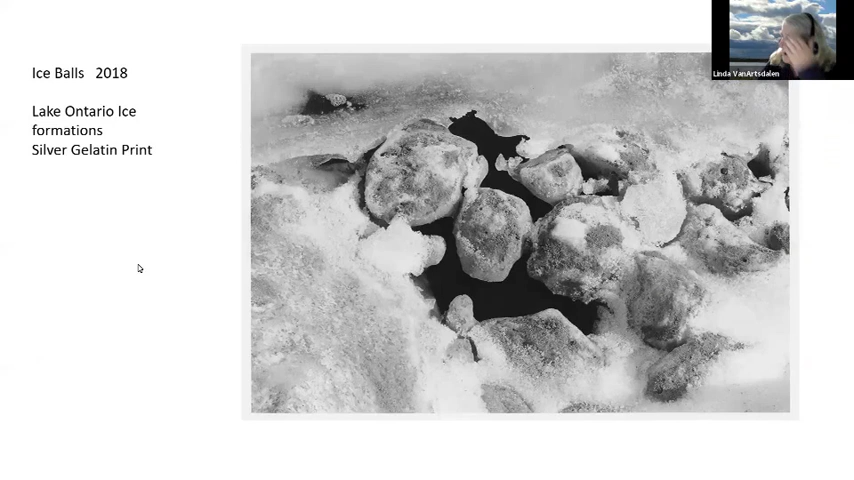 Ice Balls   2018
Lake Ontario Ice
formations
Silver Gelatin Print
Linda VanArtsdalen